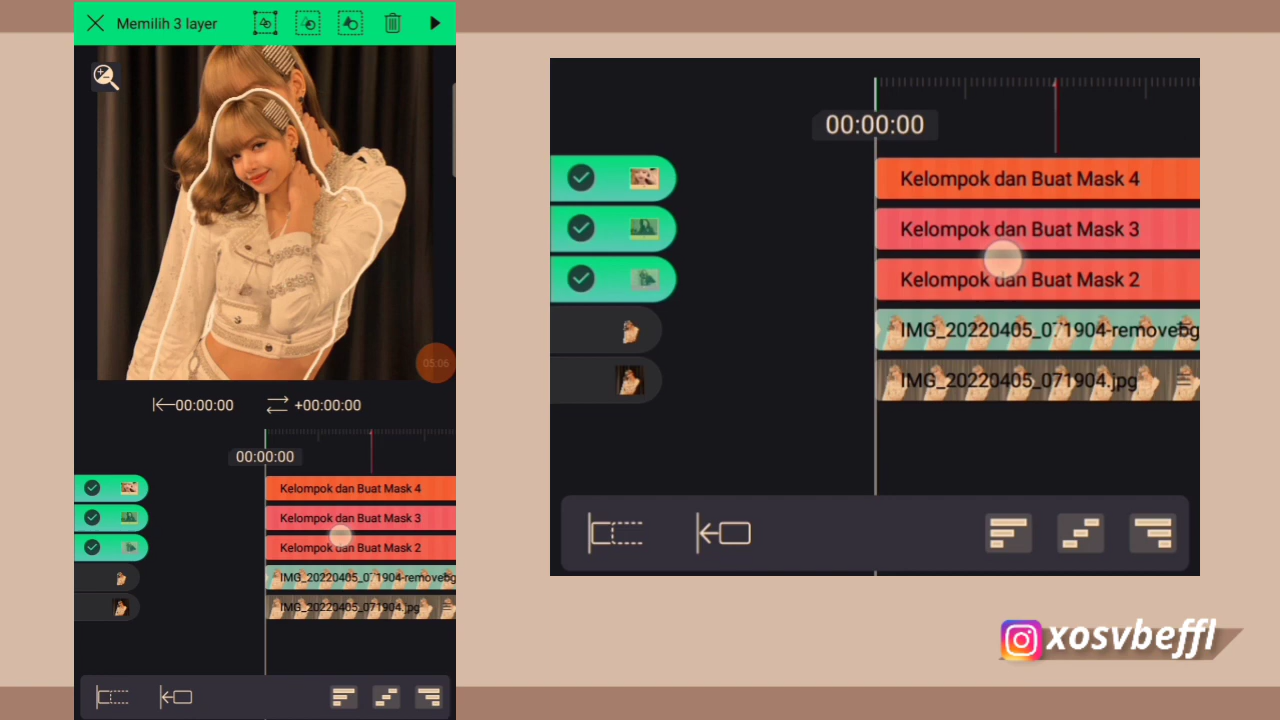 Memilih 3 layer
05:06
00:00:00
+00:00:00
00:00:00
Kelompok dan Buat Mask 4
Kelompok dan Buat Mask 3
Kelompok dan Buat Mask 2
IMG_20220405_071904-removebg
IMG_20220405_071904.jpg
00:00:00
Kelompok dan Buat Mask 4
Kelompok dan Buat Mask 3
Kelompok dan Buat Mask 2
IMG_20220405_071904-removebg
IMG_20220405_071904.jpg
xosvbeffl